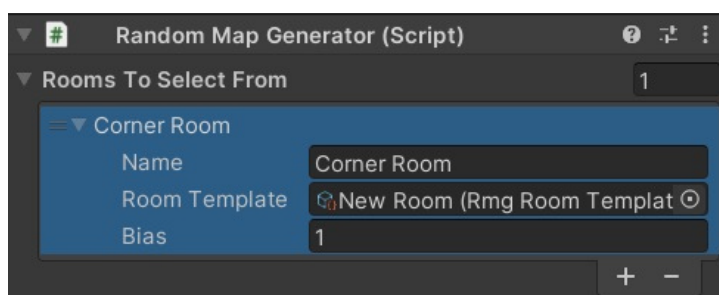 # Random Map Generator (Script)
Rooms To Select From 1
Corner Room
Name Corner Room
Room Template New Room (Rmg Room Templat
Bias 1
+ −